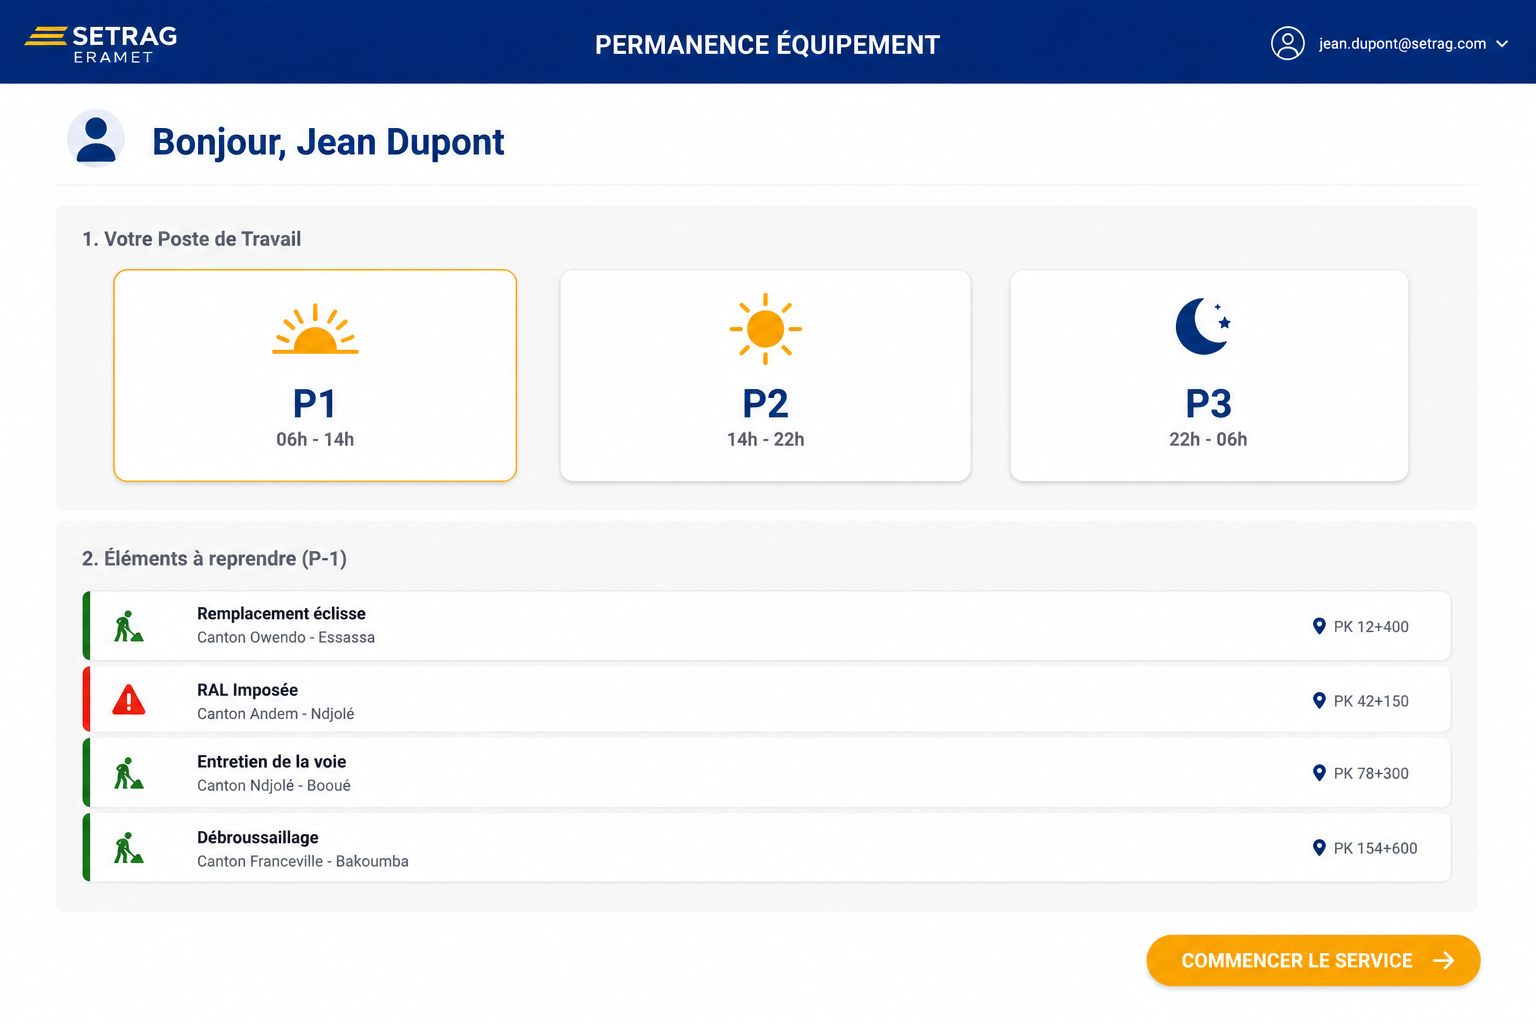 SETRAG
ERAMET
PERMANENCE ÉQUIPEMENT
jean.dupont@setrag.com
Bonjour, Jean Dupont
1. Votre Poste de Travail
P1
06h - 14h
P2
14h - 22h
P3
22h - 06h
2. Éléments à reprendre (P-1)
Remplacement éclisse
Canton Owendo - Essassa
PK 12+400
RAL Imposée
Canton Andem - Ndjolé
PK 42+150
Entretien de la voie
Canton Ndjolé - Booué
PK 78+300
Débroussaillage
Canton Franceville - Bakoumba
PK 154+600
COMMENCER LE SERVICE